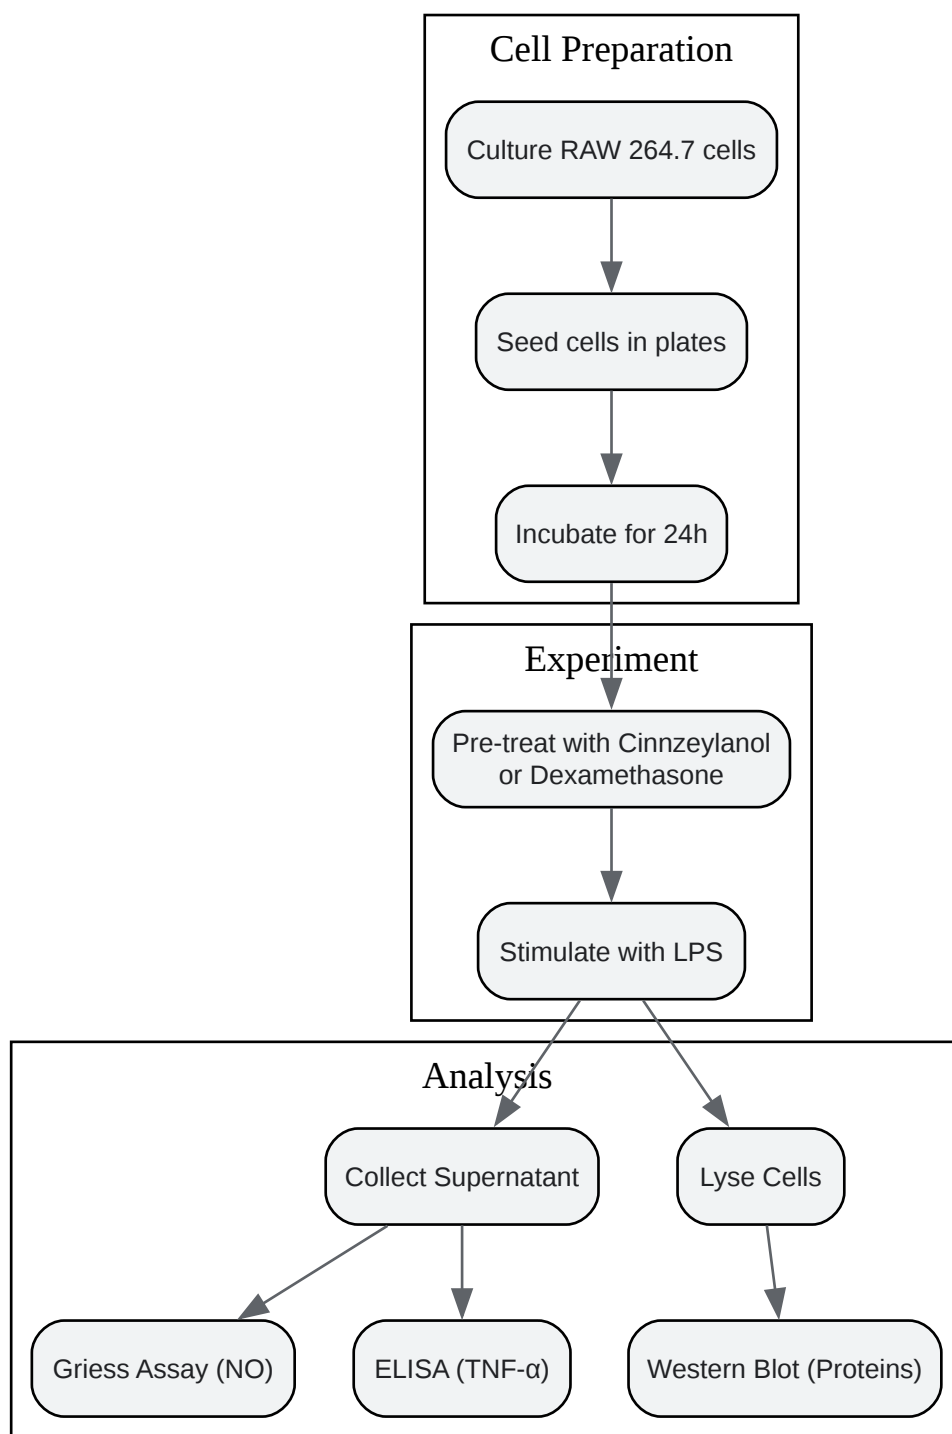 Cell Preparation
Culture RAW 264.7 cells
Seed cells in plates
Incubate for 24h
Experiment
Pre-treat with Cinnzeylanol
or Dexamethasone
Stimulate with LPS
Analysis
Collect Supernatant
Lyse Cells
Griess Assay (NO)
ELISA (TNF-α)
Western Blot (Proteins)